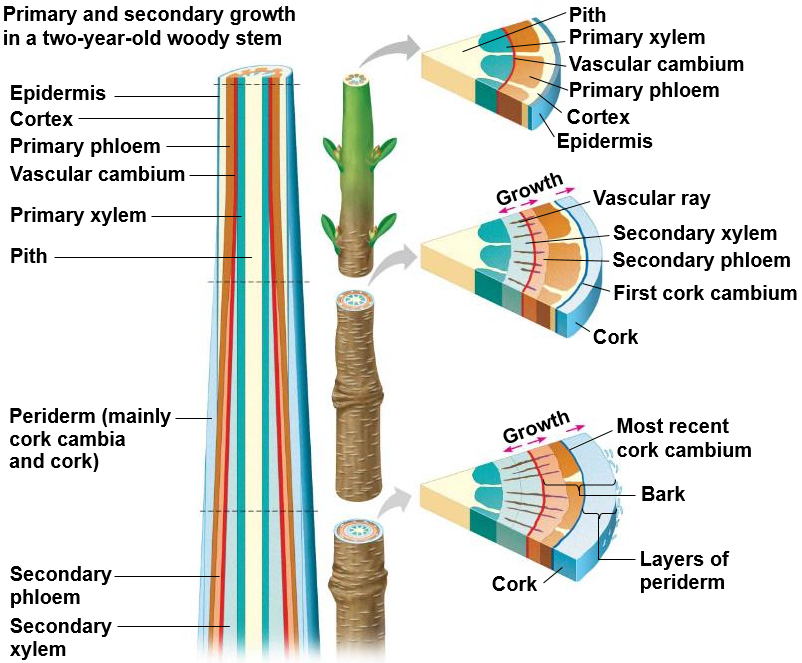 Primary and secondary growth
in a two-year-old woody stem
Epidermis
Cortex
Primary phloem
Vascular cambium
Primary xylem
Pith
Periderm (mainly
cork cambia
and cork)
Secondary
phloem
Secondary
xylem
Pith
Primary xylem
Vascular cambium
Primary phloem
Cortex
Epidermis
Growth
Vascular ray
Secondary xylem
Secondary phloem
First cork cambium
Cork
Growth
Most recent
cork cambium
Bark
Layers of
periderm
Cork